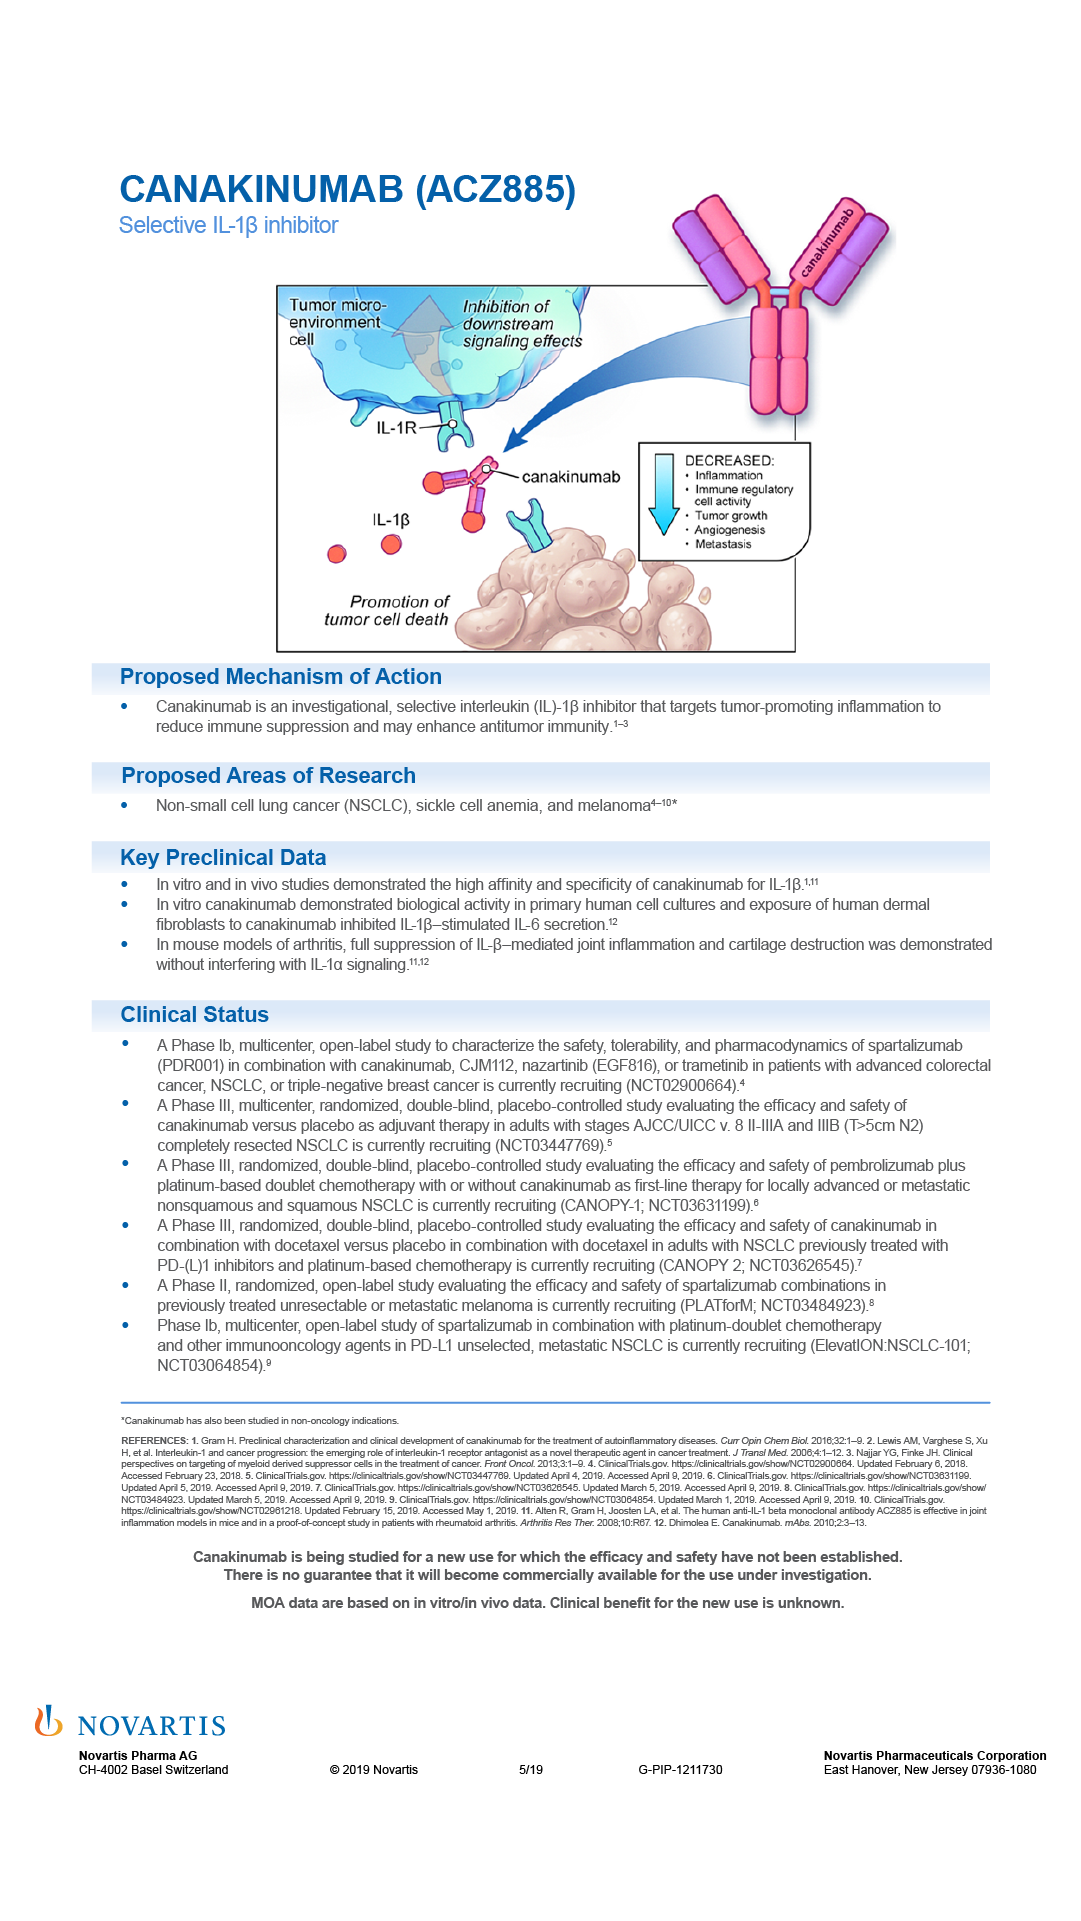 CANAKINUMAB (ACZ885)
Selective IL-1β inhibitor
canakinumab
Tumor micro-
environment
cell
Inhibition of
downstream
signaling effects
IL-1R
canakinumab
IL-1β
DECREASED:
• Inflammation
• Immune regulatory
cell activity
• Tumor growth
• Angiogenesis
• Metastasis
Promotion of
tumor cell death
Proposed Mechanism of Action
• Canakinumab is an investigational, selective interleukin (IL)-1β inhibitor that targets tumor-promoting inflammation to
reduce immune suppression and may enhance antitumor immunity.¹⁻³
Proposed Areas of Research
• Non-small cell lung cancer (NSCLC), sickle cell anemia, and melanoma⁴⁻¹⁰*
Key Preclinical Data
• In vitro and in vivo studies demonstrated the high affinity and specificity of canakinumab for IL-1β.¹,¹¹
• In vitro canakinumab demonstrated biological activity in primary human cell cultures and exposure of human dermal
fibroblasts to canakinumab inhibited IL-1β–stimulated IL-6 secretion.¹²
• In mouse models of arthritis, full suppression of IL-β–mediated joint inflammation and cartilage destruction was demonstrated
without interfering with IL-1α signaling.¹¹,¹²
Clinical Status
• A Phase Ib, multicenter, open-label study to characterize the safety, tolerability, and pharmacodynamics of spartalizumab
(PDR001) in combination with canakinumab, CJM112, nazartinib (EGF816), or trametinib in patients with advanced colorectal
cancer, NSCLC, or triple-negative breast cancer is currently recruiting (NCT02900664).⁴
• A Phase III, multicenter, randomized, double-blind, placebo-controlled study evaluating the efficacy and safety of
canakinumab versus placebo as adjuvant therapy in adults with stages AJCC/UICC v. 8 II-IIIA and IIIB (T>5cm N2)
completely resected NSCLC is currently recruiting (NCT03447769).⁵
• A Phase III, randomized, double-blind, placebo-controlled study evaluating the efficacy and safety of pembrolizumab plus
platinum-based doublet chemotherapy with or without canakinumab as first-line therapy for locally advanced or metastatic
nonsquamous and squamous NSCLC is currently recruiting (CANOPY-1; NCT03631199).⁶
• A Phase III, randomized, double-blind, placebo-controlled study evaluating the efficacy and safety of canakinumab in
combination with docetaxel versus placebo in combination with docetaxel in adults with NSCLC previously treated with
PD-(L)1 inhibitors and platinum-based chemotherapy is currently recruiting (CANOPY 2; NCT03626545).⁷
• A Phase II, randomized, open-label study evaluating the efficacy and safety of spartalizumab combinations in
previously treated unresectable or metastatic melanoma is currently recruiting (PLATforM; NCT03484923).⁸
• Phase Ib, multicenter, open-label study of spartalizumab in combination with platinum-doublet chemotherapy
and other immunooncology agents in PD-L1 unselected, metastatic NSCLC is currently recruiting (ElevatION:NSCLC-101;
NCT03064854).⁹
*Canakinumab has also been studied in non-oncology indications.
REFERENCES: 1. Gram H. Preclinical characterization and clinical development of canakinumab for the treatment of autoinflammatory diseases. Curr Opin Chem Biol. 2016;32:1–9. 2. Lewis AM, Varghese S, Xu
H, et al. Interleukin-1 and cancer progression: the emerging role of interleukin-1 receptor antagonist as a novel therapeutic agent in cancer treatment. J Transl Med. 2006;4:1–12. 3. Najjar YG, Finke JH. Clinical
perspectives on targeting of myeloid derived suppressor cells in the treatment of cancer. Front Oncol. 2013;3:1–9. 4. ClinicalTrials.gov. https://clinicaltrials.gov/show/NCT02900664. Updated February 6, 2018.
Accessed February 23, 2018. 5. ClinicalTrials.gov. https://clinicaltrials.gov/show/NCT03447769. Updated April 4, 2019. Accessed April 9, 2019. 6. ClinicalTrials.gov. https://clinicaltrials.gov/show/NCT03631199.
Updated April 5, 2019. Accessed April 9, 2019. 7. ClinicalTrials.gov. https://clinicaltrials.gov/show/NCT03626545. Updated March 5, 2019. Accessed April 9, 2019. 8. ClinicalTrials.gov. https://clinicaltrials.gov/show/
NCT03484923. Updated March 5, 2019. Accessed April 9, 2019. 9. ClinicalTrials.gov. https://clinicaltrials.gov/show/NCT03064854. Updated March 1, 2019. Accessed April 9, 2019. 10. ClinicalTrials.gov.
https://clinicaltrials.gov/show/NCT02961218. Updated February 15, 2019. Accessed May 1, 2019. 11. Alten R, Gram H, Joosten LA, et al. The human anti-IL-1 beta monoclonal antibody ACZ885 is effective in joint
inflammation models in mice and in a proof-of-concept study in patients with rheumatoid arthritis. Arthritis Res Ther. 2008;10:R67. 12. Dhimolea E. Canakinumab. mAbs. 2010;2:3–13.
Canakinumab is being studied for a new use for which the efficacy and safety have not been established.
There is no guarantee that it will become commercially available for the use under investigation.
MOA data are based on in vitro/in vivo data. Clinical benefit for the new use is unknown.
NOVARTIS
Novartis Pharma AG
CH-4002 Basel Switzerland
© 2019 Novartis
5/19
G-PIP-1211730
Novartis Pharmaceuticals Corporation
East Hanover, New Jersey 07936-1080